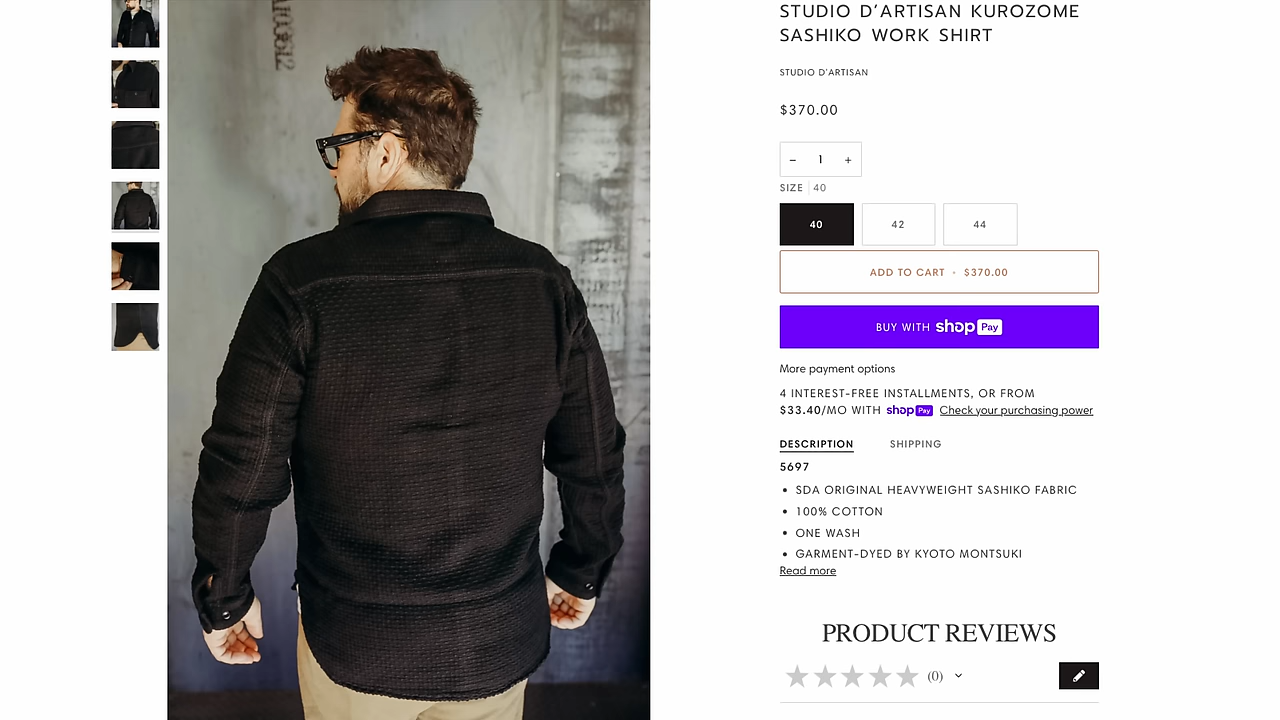 STUDIO D'ARTISAN KUROZOME
SASHIKO WORK SHIRT
STUDIO D'ARTISAN
$370.00
− 1 +
SIZE 40
40 42 44
ADD TO CART • $370.00
BUY WITH shop Pay
More payment options
4 INTEREST-FREE INSTALLMENTS, OR FROM
$33.40/MO WITH shop Pay Check your purchasing power
DESCRIPTION SHIPPING
5697
• SDA ORIGINAL HEAVYWEIGHT SASHIKO FABRIC
• 100% COTTON
• ONE WASH
• GARMENT-DYED BY KYOTO MONTSUKI
Read more
PRODUCT REVIEWS
(0)